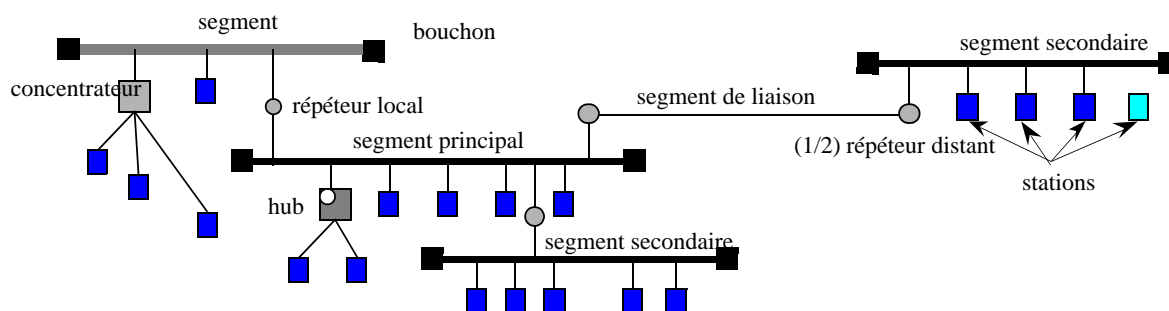 segment
bouchon
segment secondaire
concentrateur
répéteur local
segment de liaison
segment principal
(1/2) répéteur distant
stations
hub
segment secondaire